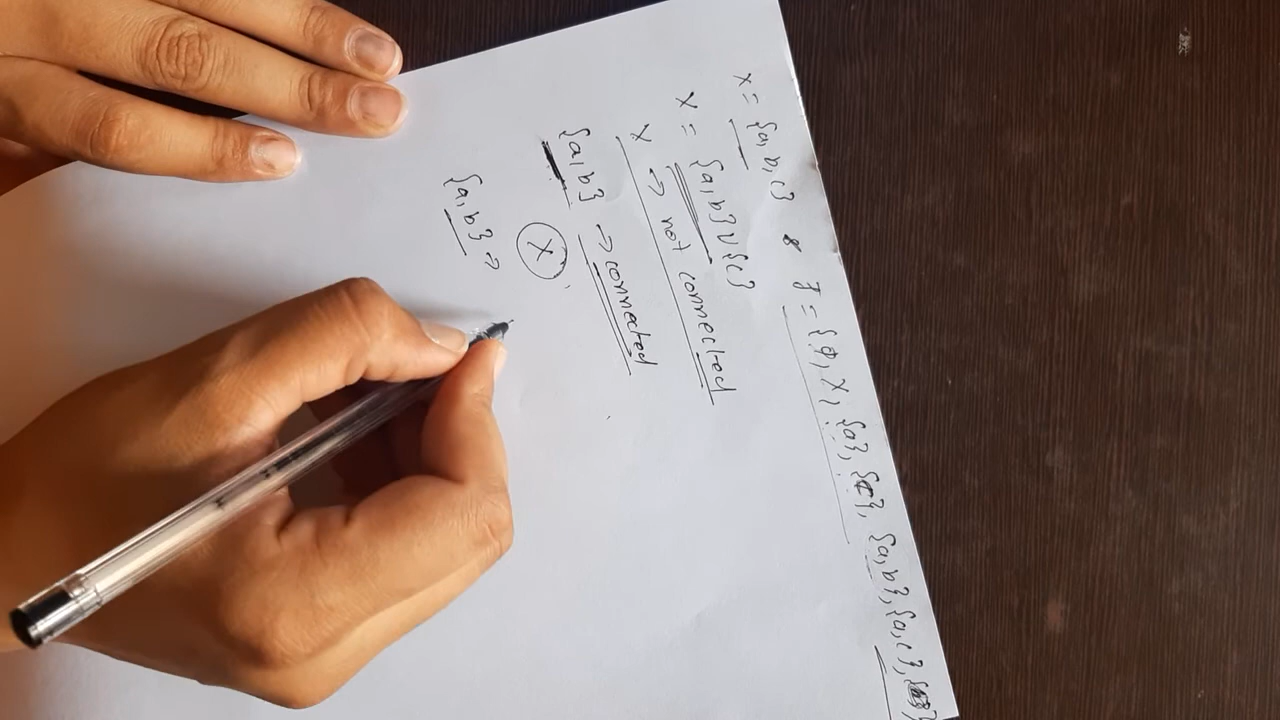 X = {a, b, c} & J = {φ, X, {a}, {c}, {a, b}, {a, c},
X = {a, b} ∪ {c}
X → not connected
{a, b} → connected
X
{a, b} →